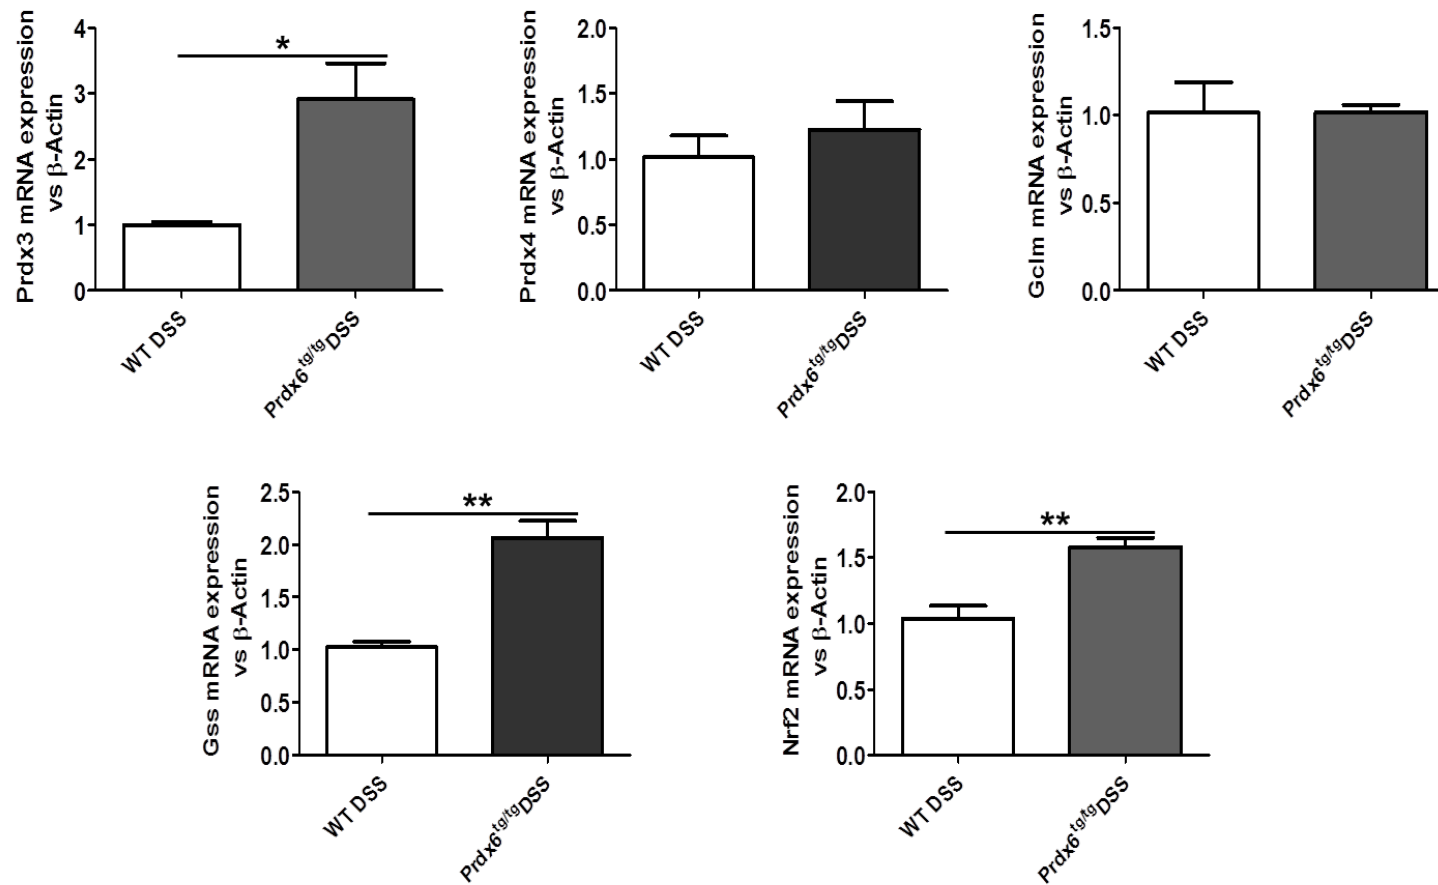 Prdx3 mRNA expression
vs β-Actin
4
3
2
1
0
*
WT DSS
Prdx6tg/tgDSS
Prdx4 mRNA expression
vs β-Actin
2.0
1.5
1.0
0.5
0.0
WT DSS
Prdx6tg/tgDSS
Gclm mRNA expression
vs β-Actin
1.5
1.0
0.5
0.0
WT DSS
Prdx6tg/tgDSS
Gss mRNA expression
vs β-Actin
2.5
2.0
1.5
1.0
0.5
0.0
**
WT DSS
Prdx6tg/tgDSS
Nrf2 mRNA expression
vs β-Actin
2.0
1.5
1.0
0.5
0.0
**
WT DSS
Prdx6tg/tgDSS